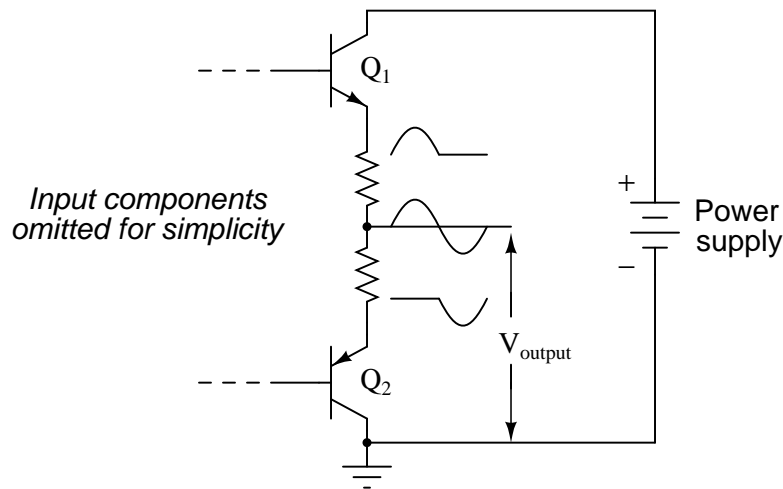 Q1
Input components
omitted for simplicity
+
Power
supply
−
Voutput
Q2